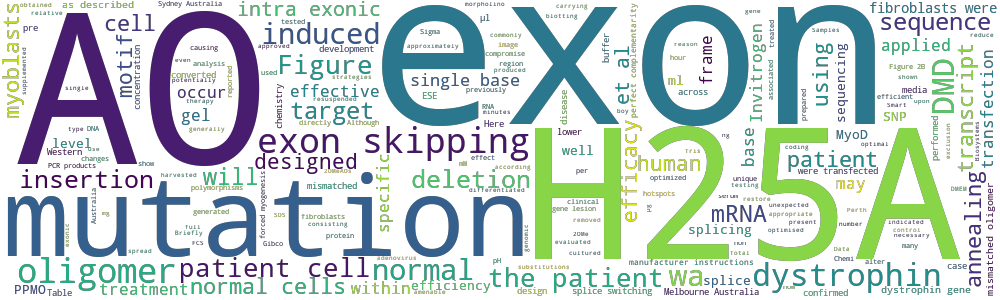 AO
exon
mutation
H25A
exon skipping
dystrophin
oligomer
patient cell
normal
normal cells
the patient
wa
insertion
deletion
induced
intra exonic
Figure
target
effective
designed
single base
et al
human
mRNA
patient
DMD
sequence
transcript
transfection
annealing
Invitrogen
using
frame
base
efficacy
specific
motif
cell
myoblasts
fibroblasts were
applied
sequencing
SNP
MyoD
may
were transfected
splicing
splice
splice switching
will
well
occur
gel
level
treatment
within
efficiency
PPMO
Table
Sydney Australia
as described
Melbourne Australia
manufacturer instructions
dystrophin gene
mismatched oligomer
converted
concentration
chemistry
pre
ml
µl
ESE
lower
disease
buffer
media
Total
case
Western
PCR products
mismatched
polymorphisms
forced myogenesis
adenovirus
fibroblasts
consisting
differentiated
protein
harvested
generated
Australia
Briefly
Gibco
FCS
SOS
pH
design
substitutions
Perth
Data
Chemi
confirmed
indicated
control
necessary
many
number
Figure 2B
shown
efficient
Smart
upon
Sigma
approximately
image
compromise
region
produced
commonly
previously
morpholino
carrying
blotting
perfect complementarity
Samples
gene
development
strategies
resuspended
RNA
minutes
Here
directly
Although
potentially
therapy
generally
causing
even
analysis
reported
relative
obtained
single
type
DNA
changes
show
spread
exonic
clinical
gene lesion
removed
2OMe
evaluated
cultured
optimized
hotspots
unique
testing
serum
restore
unexpected
appropriate
present
optimal
coding
performed
exclusion
DMEM
reduce
associated
treated
prepared
hour
reason
across
tested
approved
used
effect
according
per
This
full
genomic
amenable